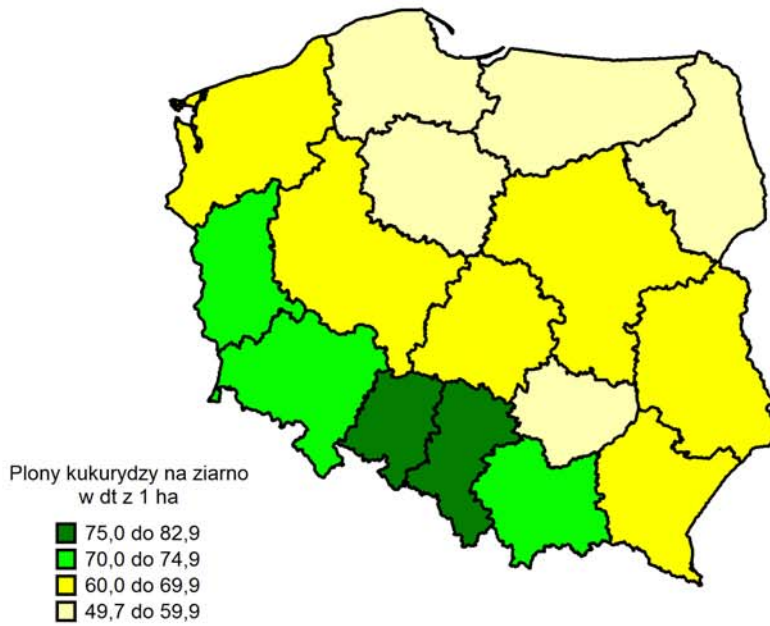 Plony kukurydzy na ziarno
w dt z 1 ha
75,0 do 82,9
70,0 do 74,9
60,0 do 69,9
49,7 do 59,9